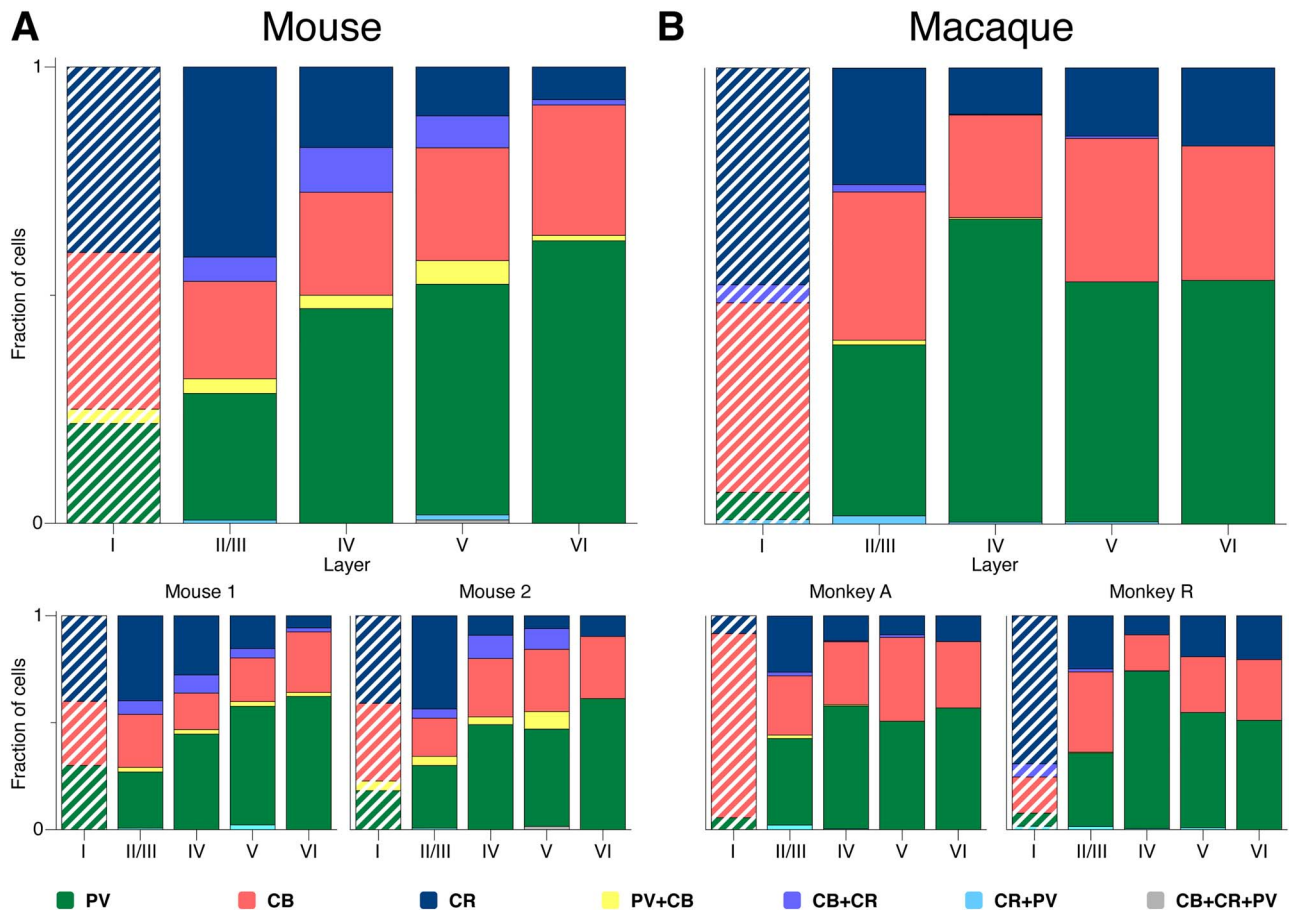 A Mouse
B Macaque
Fraction of cells
1
0
I II/III IV V VI
Layer
I II/III IV V VI
Layer
Mouse 1
Mouse 2
Monkey A
Monkey R
Fraction of cells
1
0
I II/III IV V VI
I II/III IV V VI
I II/III IV V VI
I II/III IV V VI
PV CB CR PV+CB CB+CR CR+PV CB+CR+PV